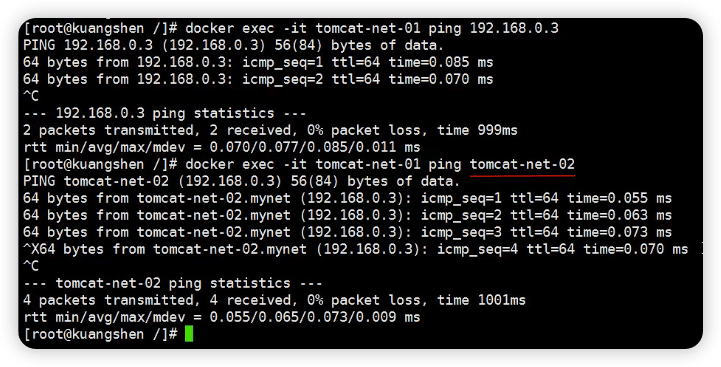 [root@kuangshen /]# docker exec -it tomcat-net-01 ping 192.168.0.3
PING 192.168.0.3 (192.168.0.3) 56(84) bytes of data.
64 bytes from 192.168.0.3: icmp_seq=1 ttl=64 time=0.085 ms
64 bytes from 192.168.0.3: icmp_seq=2 ttl=64 time=0.070 ms
^C
--- 192.168.0.3 ping statistics ---
2 packets transmitted, 2 received, 0% packet loss, time 999ms
rtt min/avg/max/mdev = 0.070/0.077/0.085/0.011 ms
[root@kuangshen /]# docker exec -it tomcat-net-01 ping tomcat-net-02
PING tomcat-net-02 (192.168.0.3) 56(84) bytes of data.
64 bytes from tomcat-net-02.mynet (192.168.0.3): icmp_seq=1 ttl=64 time=0.055 ms
64 bytes from tomcat-net-02.mynet (192.168.0.3): icmp_seq=2 ttl=64 time=0.063 ms
64 bytes from tomcat-net-02.mynet (192.168.0.3): icmp_seq=3 ttl=64 time=0.073 ms
^X64 bytes from tomcat-net-02.mynet (192.168.0.3): icmp_seq=4 ttl=64 time=0.070 ms
^C
--- tomcat-net-02 ping statistics ---
4 packets transmitted, 4 received, 0% packet loss, time 1001ms
rtt min/avg/max/mdev = 0.055/0.065/0.073/0.009 ms
[root@kuangshen /]#